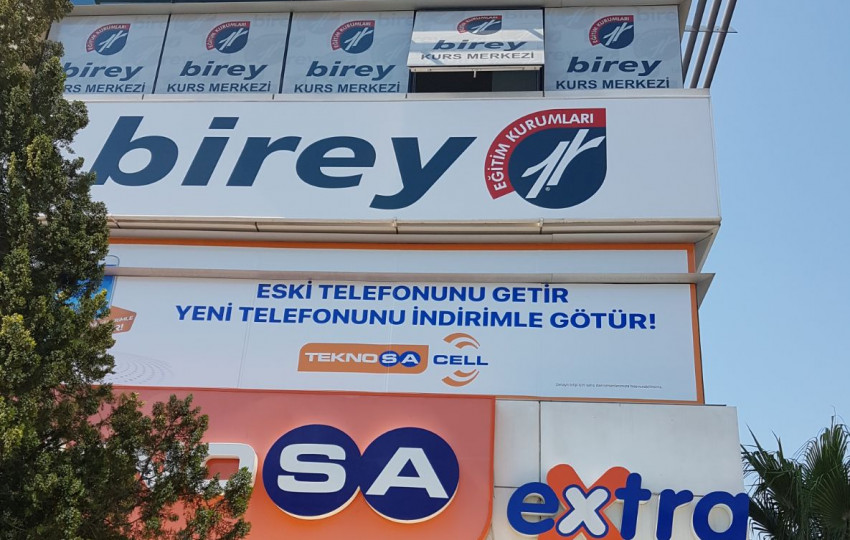 EĞİTİM KURUMLARI
birey
KURS MERKEZİ
EĞİTİM KURUMLARI
birey
KURS MERKEZİ
EĞİTİM KURUMLARI
birey
KURS MERKEZİ
EĞİTİM KURUMLARI
birey
KURS MERKEZİ
EĞİTİM KURUMLARI
birey
KURS MERKEZİ
birey
EĞİTİM KURUMLARI
ESKİ TELEFONUNU GETİR
YENİ TELEFONUNU İNDİRİMLE GÖTÜR!
TEKNOSA CELL
SA
extra